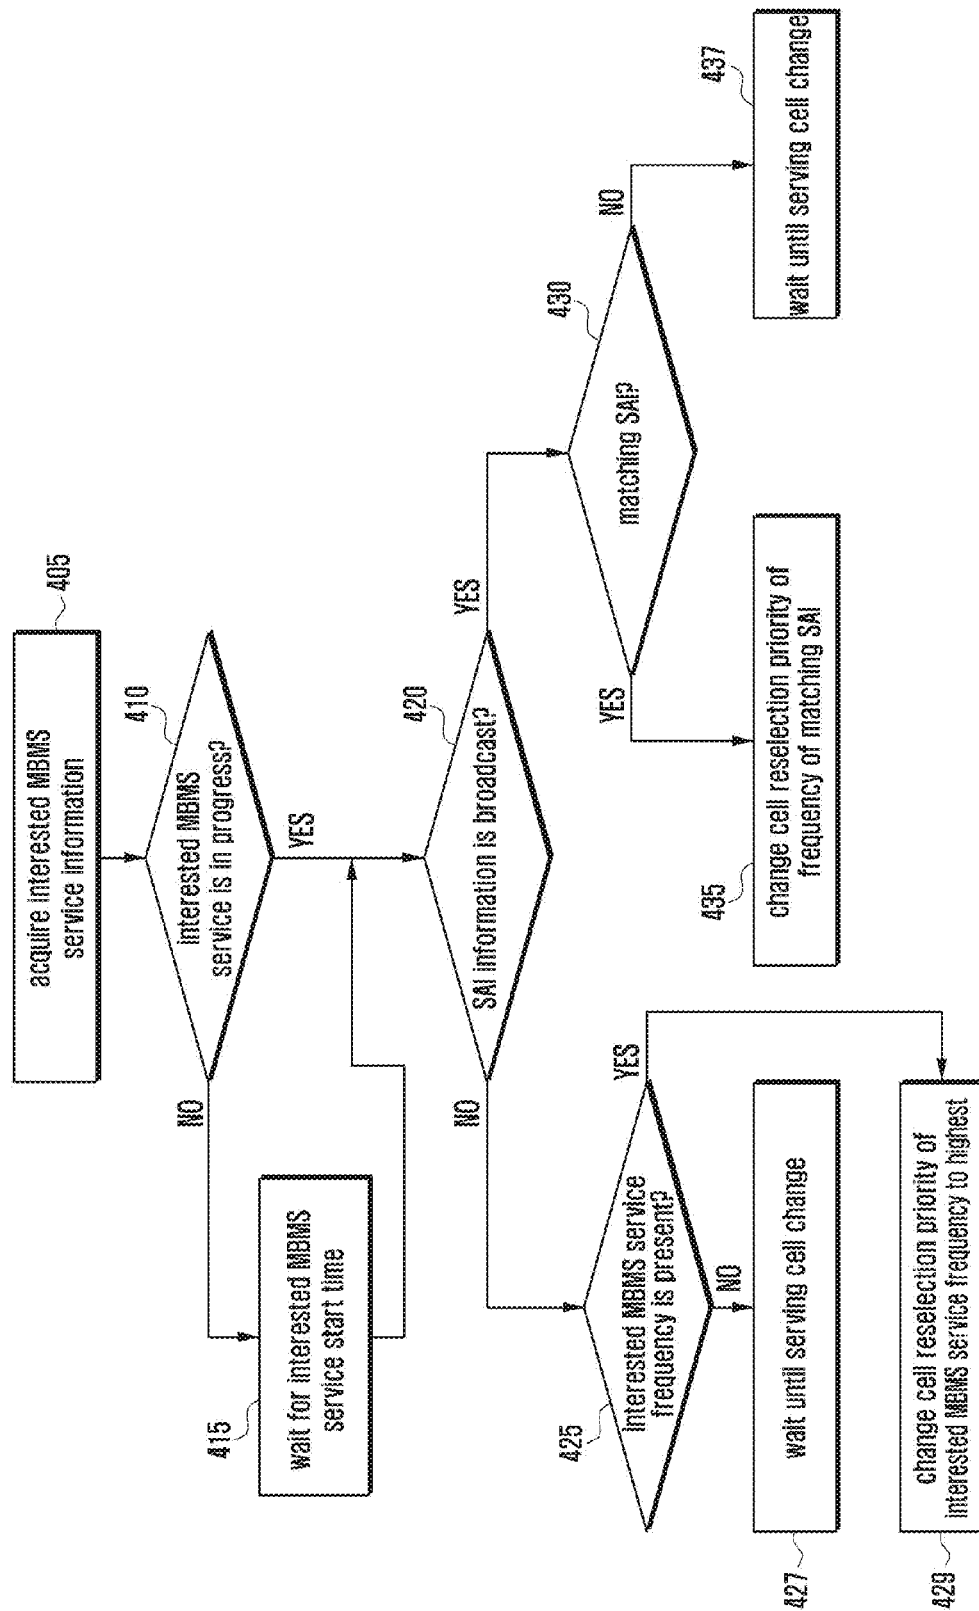 405
acquire interested MBMS
service information
410
interested MBMS
service is in progress?
NO
YES
415
wait for interested MBMS
service start time
420
SAI information is broadcast?
NO
YES
425
Interested MBMS service
frequency is present?
YES
NO
430
matching SAI?
YES
NO
427
wait until serving cell change
435
change cell reselection priority of
frequency of matching SAI
437
wait until serving cell change
429
change cell reselection priority of
interested MBMS service frequency to highest